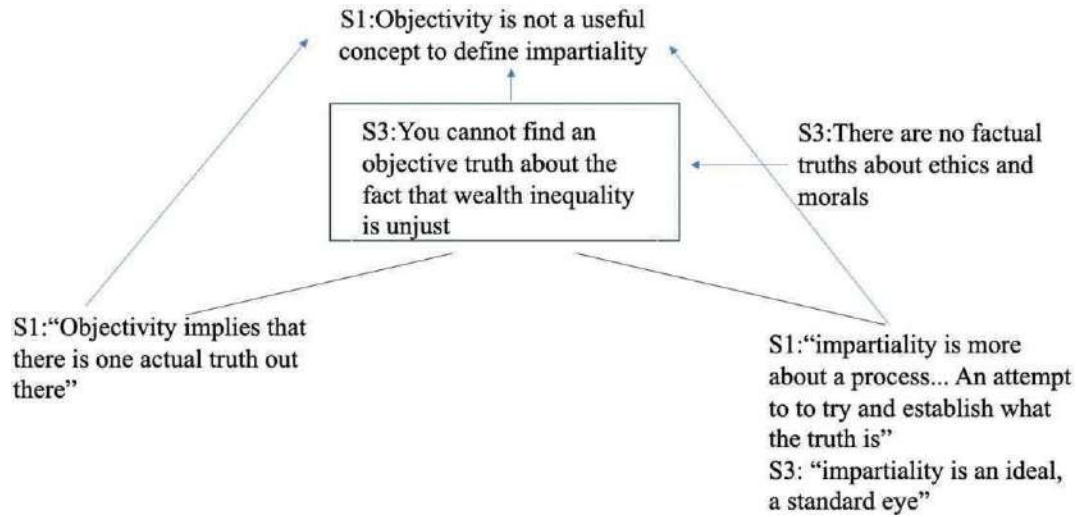 S1:Objectivity is not a useful
concept to define impartiality
S3:You cannot find an
objective truth about the
fact that wealth inequality
is unjust
S3:There are no factual
truths about ethics and
morals
S1:“Objectivity implies that
there is one actual truth out
there”
S1:“impartiality is more
about a process... An attempt
to to try and establish what
the truth is”
S3: “impartiality is an ideal,
a standard eye”